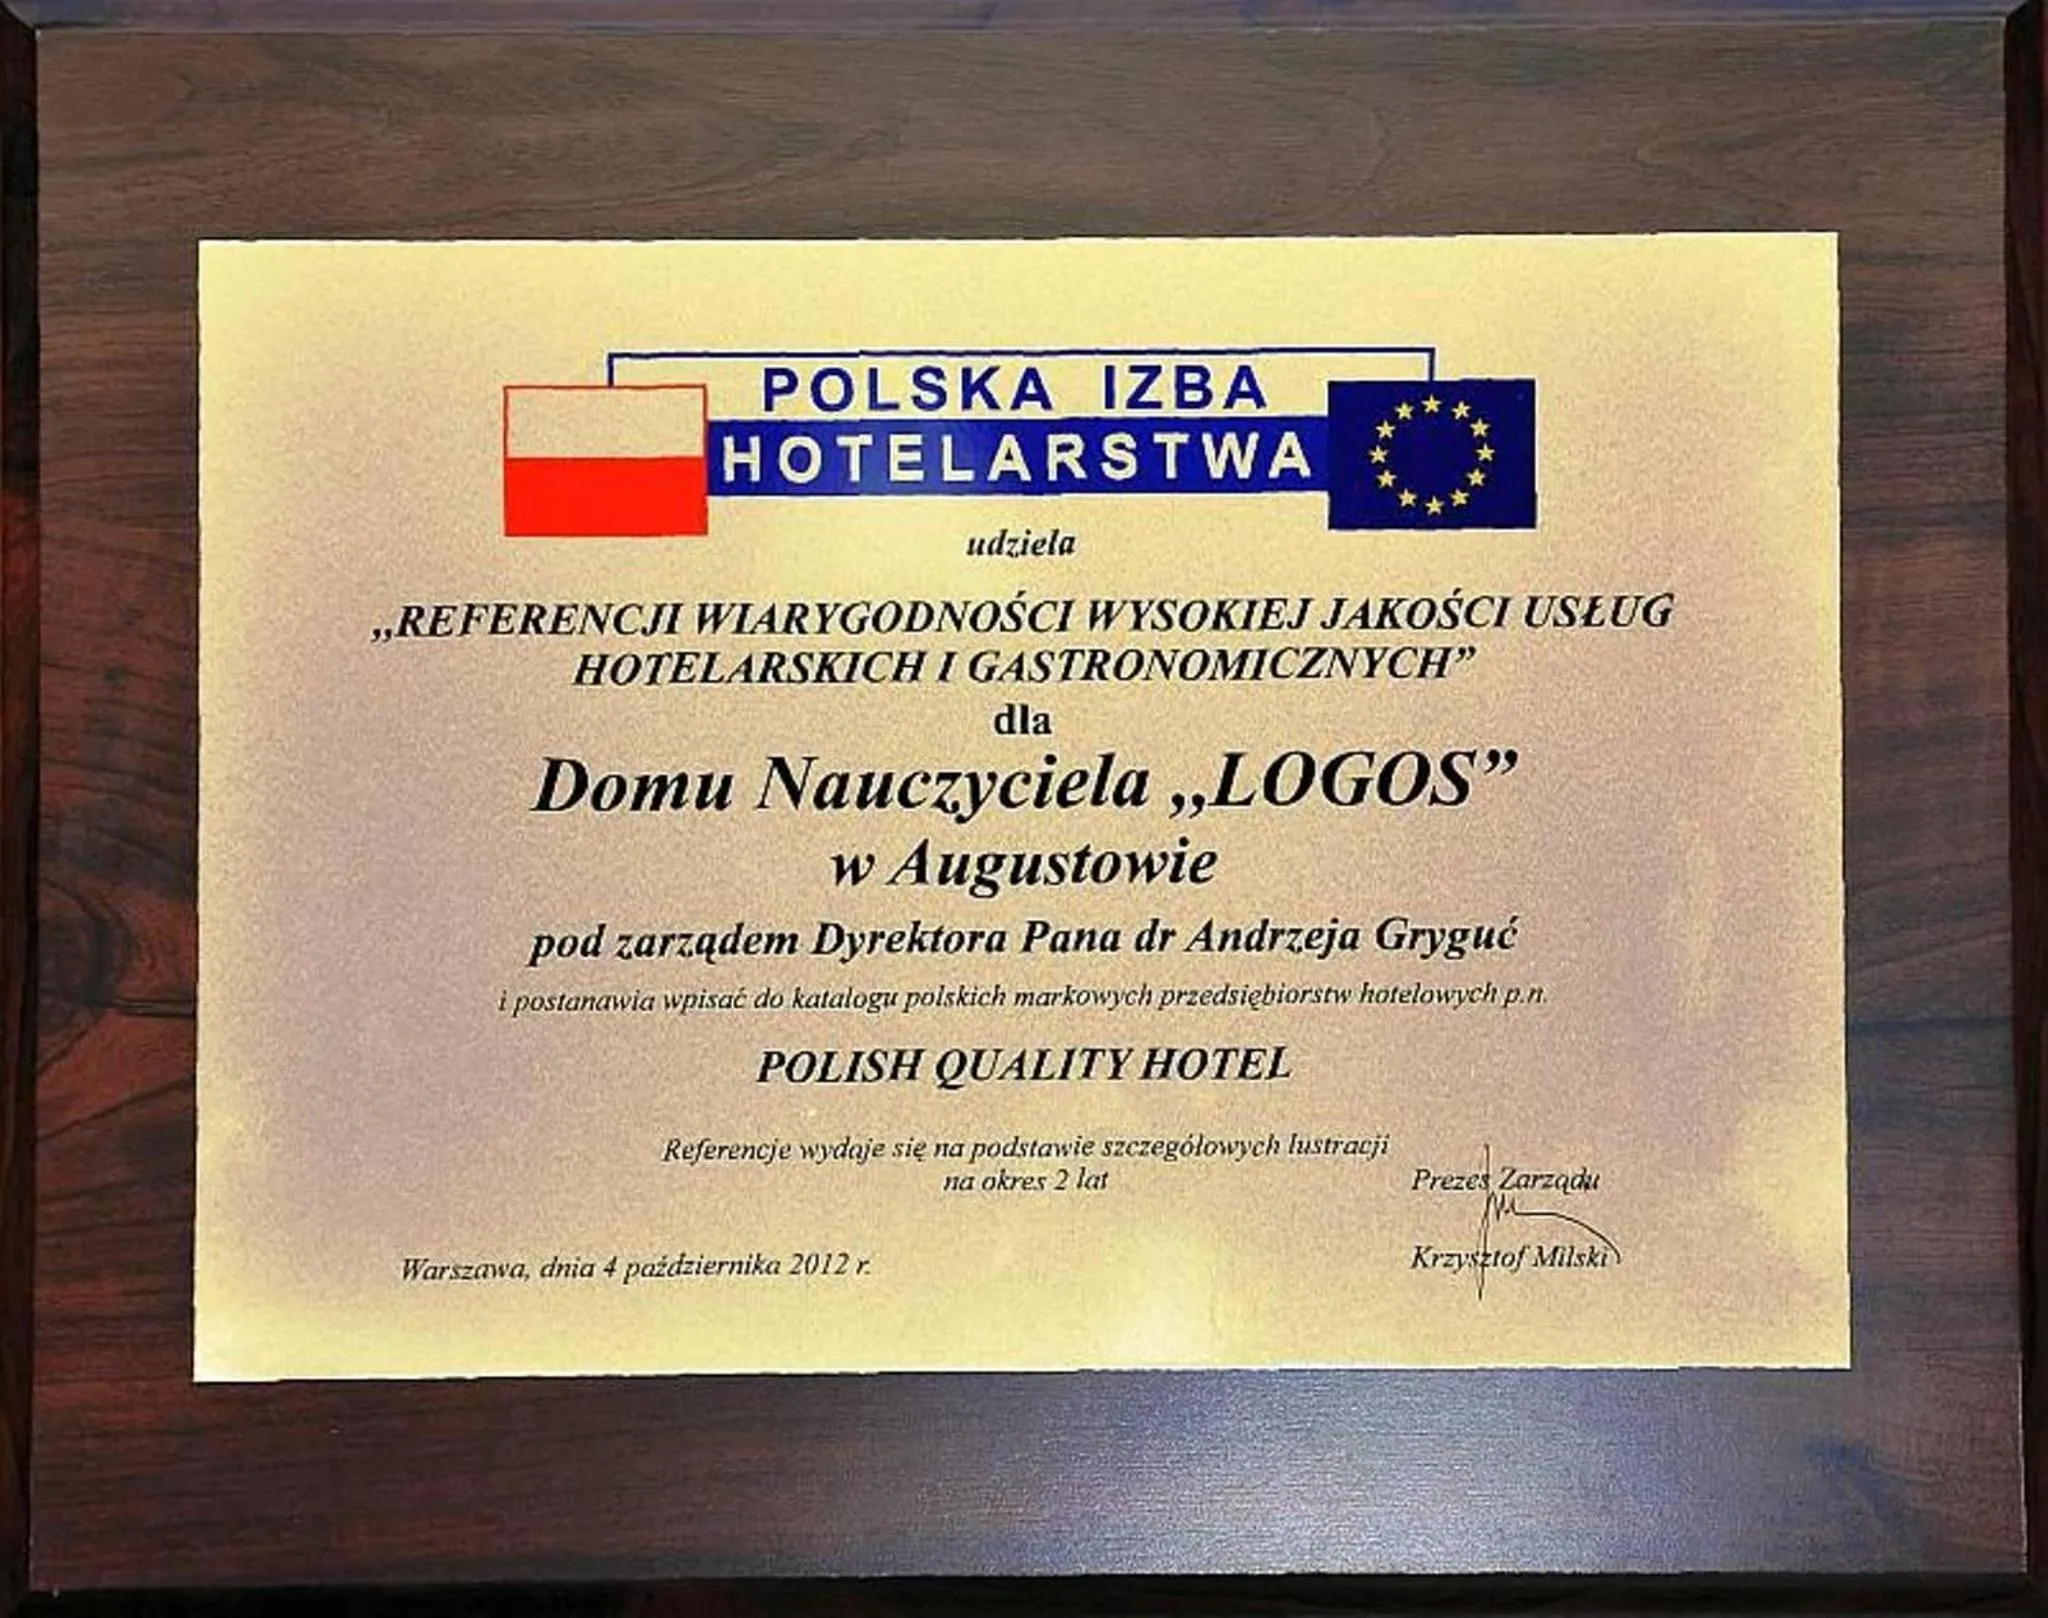 POLSKA IZBA
HOTELARSTWA
udziela
„REFERENCJI WIARYGODNOŚCI WYSOKIEJ JAKOŚCI USŁUG
HOTELARSKICH I GASTRONOMICZNYCH”
dla
Domu Nauczyciela „LOGOS”
w Augustowie
pod zarządem Dyrektora Pana dr Andrzeja Gryguć
i postanawia wpisać do katalogu polskich markowych przedsiębiorstw hotelowych p.n.
POLISH QUALITY HOTEL
Referencje wydaje się na podstawie szczegółowych lustracji
na okres 2 lat
Prezes Zarządu
Krzysztof Milski
Warszawa, dnia 4 października 2012 r.